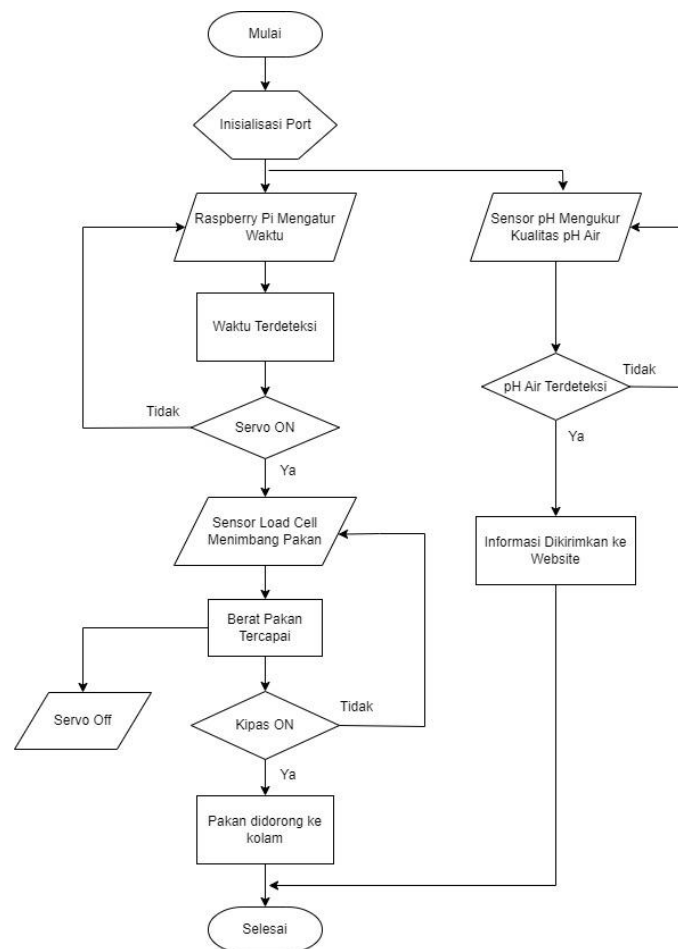 Mulai
Inisialisasi Port
Raspberry Pi Mengatur
Waktu
Sensor pH Mengukur
Kualitas pH Air
Waktu Terdeteksi
Tidak
pH Air Terdeteksi
Tidak
Servo ON
Ya
Ya
Sensor Load Cell
Menimbang Pakan
Informasi Dikirimkan ke
Website
Berat Pakan
Tercapai
Servo Off
Kipas ON
Tidak
Ya
Pakan didorong ke
kolam
Selesai